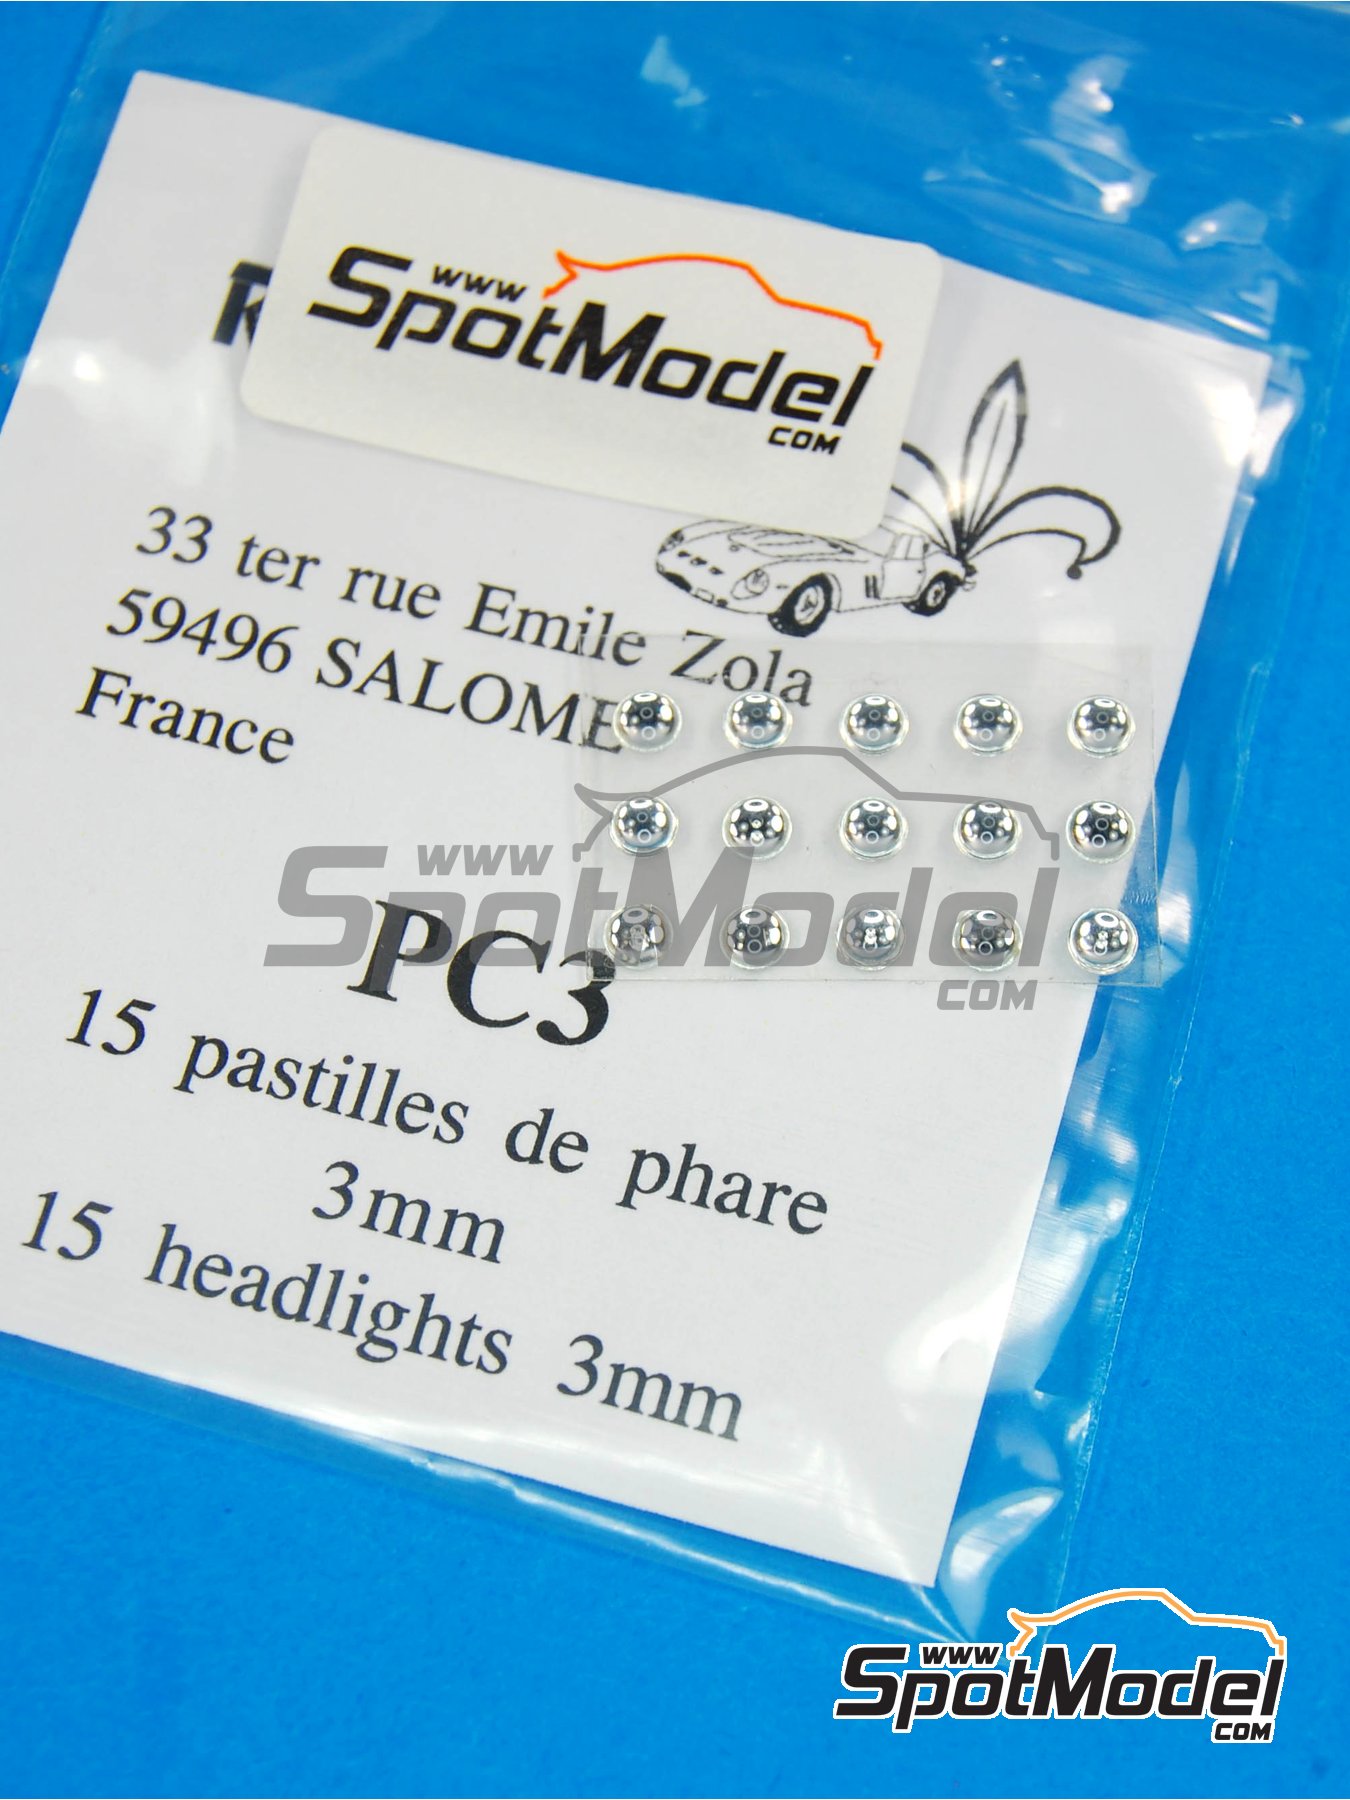 www
SpotModel
.COM
33 ter rue Emile Zola
59496 SALOME
France
www
SpotModel
.COM
PC3
15 pastilles de phare
3mm
15 headlights 3mm
www
SpotModel
.COM